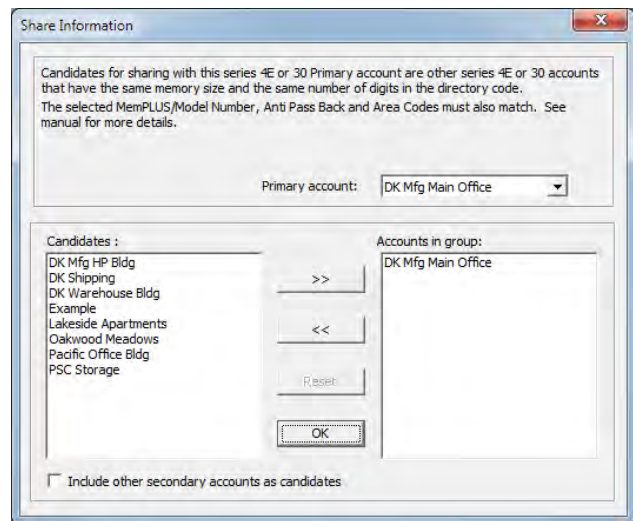 Share Information
X
Candidates for sharing with this series 4E or 30 Primary account are other series 4E or 30 accounts
that have the same memory size and the same number of digits in the directory code.
The selected MemPLUS/Model Number, Anti Pass Back and Area Codes must also match. See
manual for more details.
Primary account:
DK Mfg Main Office
Candidates :
DK Mfg HP Bldg
DK Shipping
DK Warehouse Bldg
Example
Lakeside Apartments
Oakwood Meadows
Pacific Office Bldg
PSC Storage
>>
<<
Reset
OK
Accounts in group:
DK Mfg Main Office
Include other secondary accounts as candidates